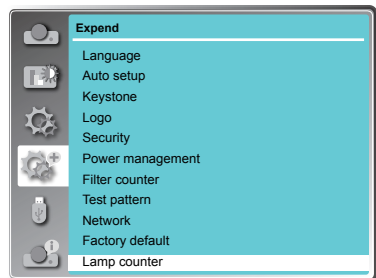 Expend
Language
Auto setup
Keystone
Logo
Security
Power management
Filter counter
Test pattern
Network
Factory default
Lamp counter